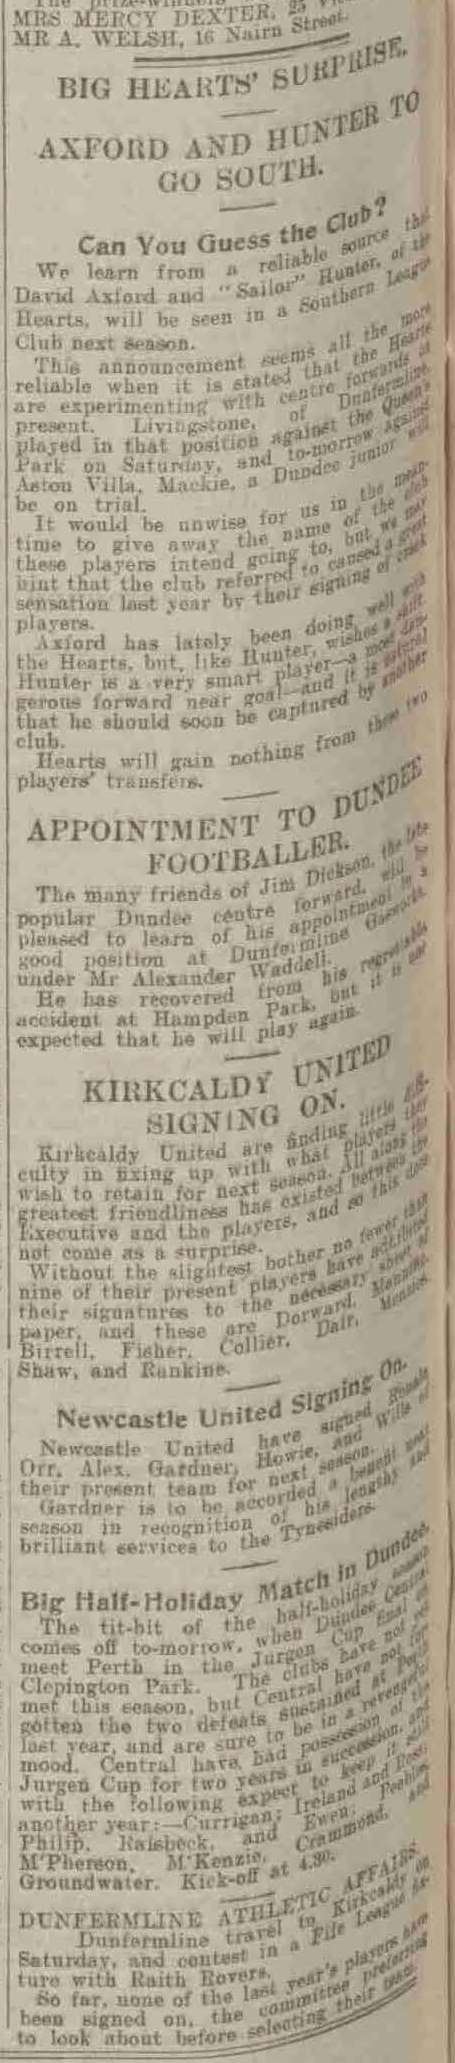 The prize-winners
MRS MERCY DEXTER, 25
MR A. WELSH, 16 Nairn Street.
BIG HEARTS' SURPRISE.
AXFORD AND HUNTER TO
GO SOUTH.
Can You Guess the Club?
We learn from a reliable source that
David Axford and "Sailor" Hunter, of the
Hearts, will be seen in a Southern League
Club next season.
This announcement seems all the more
reliable when it is stated that the Hearts
are experimenting with centre forwards at
present. Livingstone, of Dunfermline,
played in that position against the Queen's
Park on Saturday, and to-morrow against
Aston Villa, Mackie, a Dundee junior will
be on trial.
It would be unwise for us in the mean-
time to give away the name of the club
these players intend going to, but we may
hint that the club referred to caused a great
sensation last year by their signing of crack
players.
Axford has lately been doing well with
the Hearts, but, like Hunter, wishes a shift.
Hunter is a very smart player—a most dan-
gerous forward near goal—and it is natural
that he should soon be captured by another
club.
Hearts will gain nothing from these two
players' transfers.
APPOINTMENT TO DUNDEE
FOOTBALLER.
The many friends of Jim Dickson, the late
popular Dundee centre forward, will be
pleased to learn of his appointment to a
good position at Dunfermline Gasworks,
under Mr Alexander Waddell.
He has recovered from his regrettable
accident at Hampden Park, but it is not
expected that he will play again.
KIRKCALDY UNITED
SIGNING ON.
Kirkcaldy United are finding little diffi-
culty in fixing up with what players they
wish to retain for next season. All along the
greatest friendliness has existed between the
Executive and the players, and so this does
not come as a surprise.
Without the slightest bother no fewer than
nine of their present players have adhibited
their signatures to the necessary sheet of
paper, and these are Dorward, Manning,
Birrell, Fisher, Collier, Dair, Menzies,
Shaw, and Rankine.
Newcastle United Signing On.
Newcastle United have signed Ronald
Orr, Alex. Gardner, Howie, and Wills of
their present team for next season.
Gardner is to be accorded a benefit next
season in recognition of his lengthy and
brilliant services to the Tynesiders.
Big Half-Holiday Match in Dundee.
The tit-bit of the half-holiday season
comes off to-morrow, when Dundee Central
meet Perth in the Jurgen Cup final on
Clepington Park. The clubs have not yet
met this season, but Central have not for-
gotten the two defeats sustained at Perth
last year, and are sure to be in a revengeful
mood. Central have had possession of the
Jurgen Cup for two years in succession, and
with the following expect to keep it still
another year:—Currigan; Ireland and Ross;
Philip, Raisbeck, and Ewen; Peebles,
M'Pherson, M'Kenzie, Crammond, and
Groundwater. Kick-off at 4.30.
DUNFERMLINE ATHLETIC AFFAIRS.
Dunfermline travel to Kirkcaldy on
Saturday, and contest in a Fife League fix-
ture with Raith Rovers.
So far, none of the last year's players have
been signed on, the committee preferring
to look about before selecting their team.